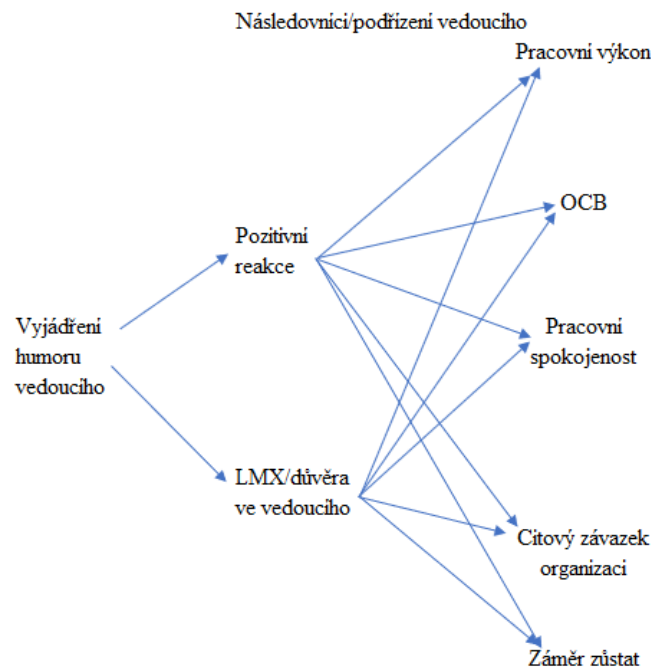 Následovníci/podřízení vedoucího
Pracovní výkon
OCB
Pozitivní
reakce
Vyjádření
humoru
vedoucího
Pracovní
spokojenost
LMX/důvěra
ve vedoucího
Citový závazek
organizaci
Záměr zůstat